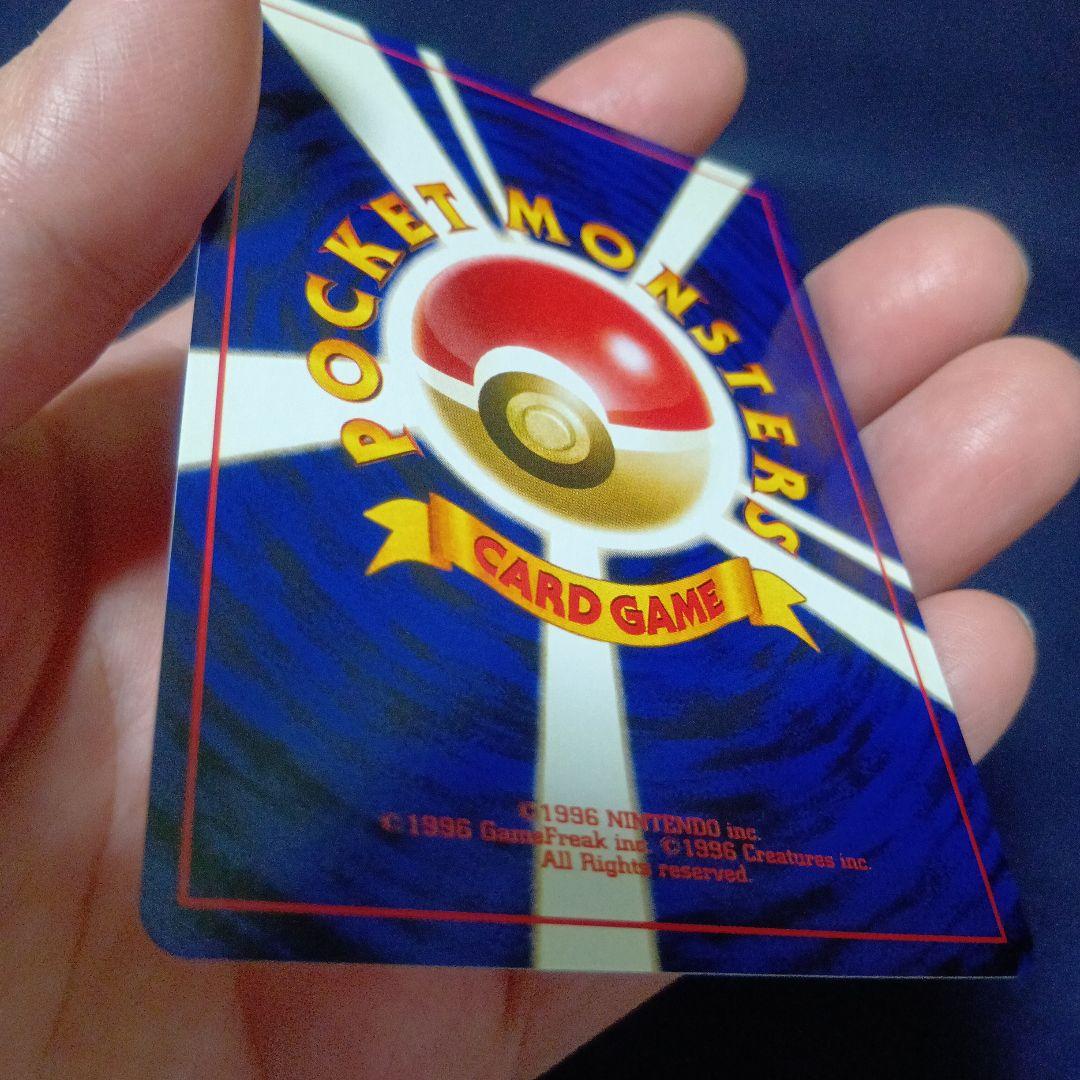 POCKET MONSTERS
CARD GAME
©1996 NINTENDO inc.
©1996 GameFreak inc. ©1996 Creatures inc.
All Rights reserved.